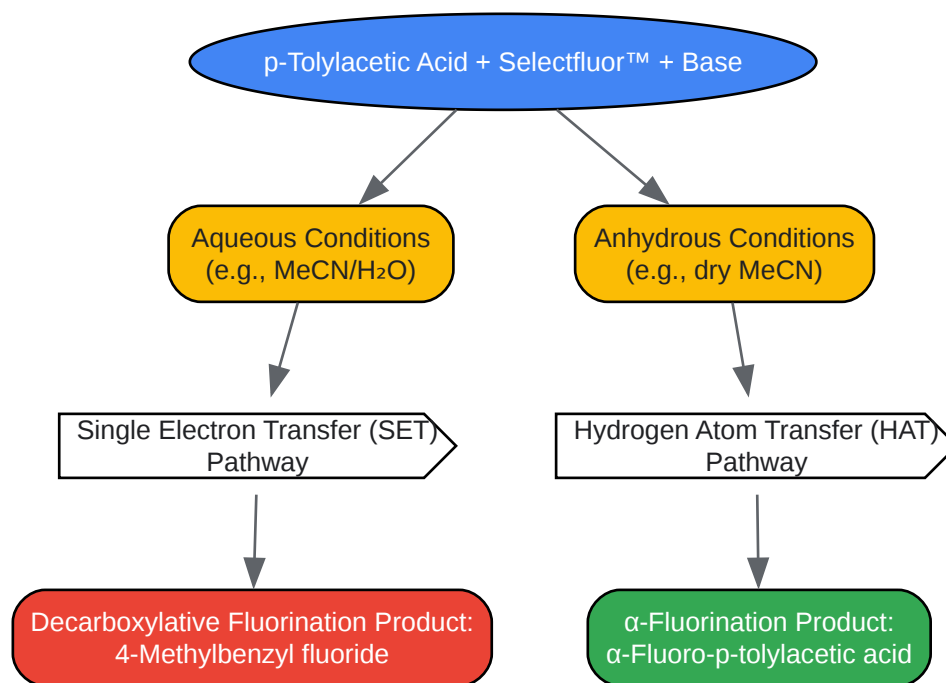 p-Tolylacetic Acid + Selectfluor™ + Base
Aqueous Conditions
(e.g., MeCN/H₂O)
Anhydrous Conditions
(e.g., dry MeCN)
Single Electron Transfer (SET)
Pathway
Hydrogen Atom Transfer (HAT)
Pathway
Decarboxylative Fluorination Product:
4-Methylbenzyl fluoride
α-Fluorination Product:
α-Fluoro-p-tolylacetic acid